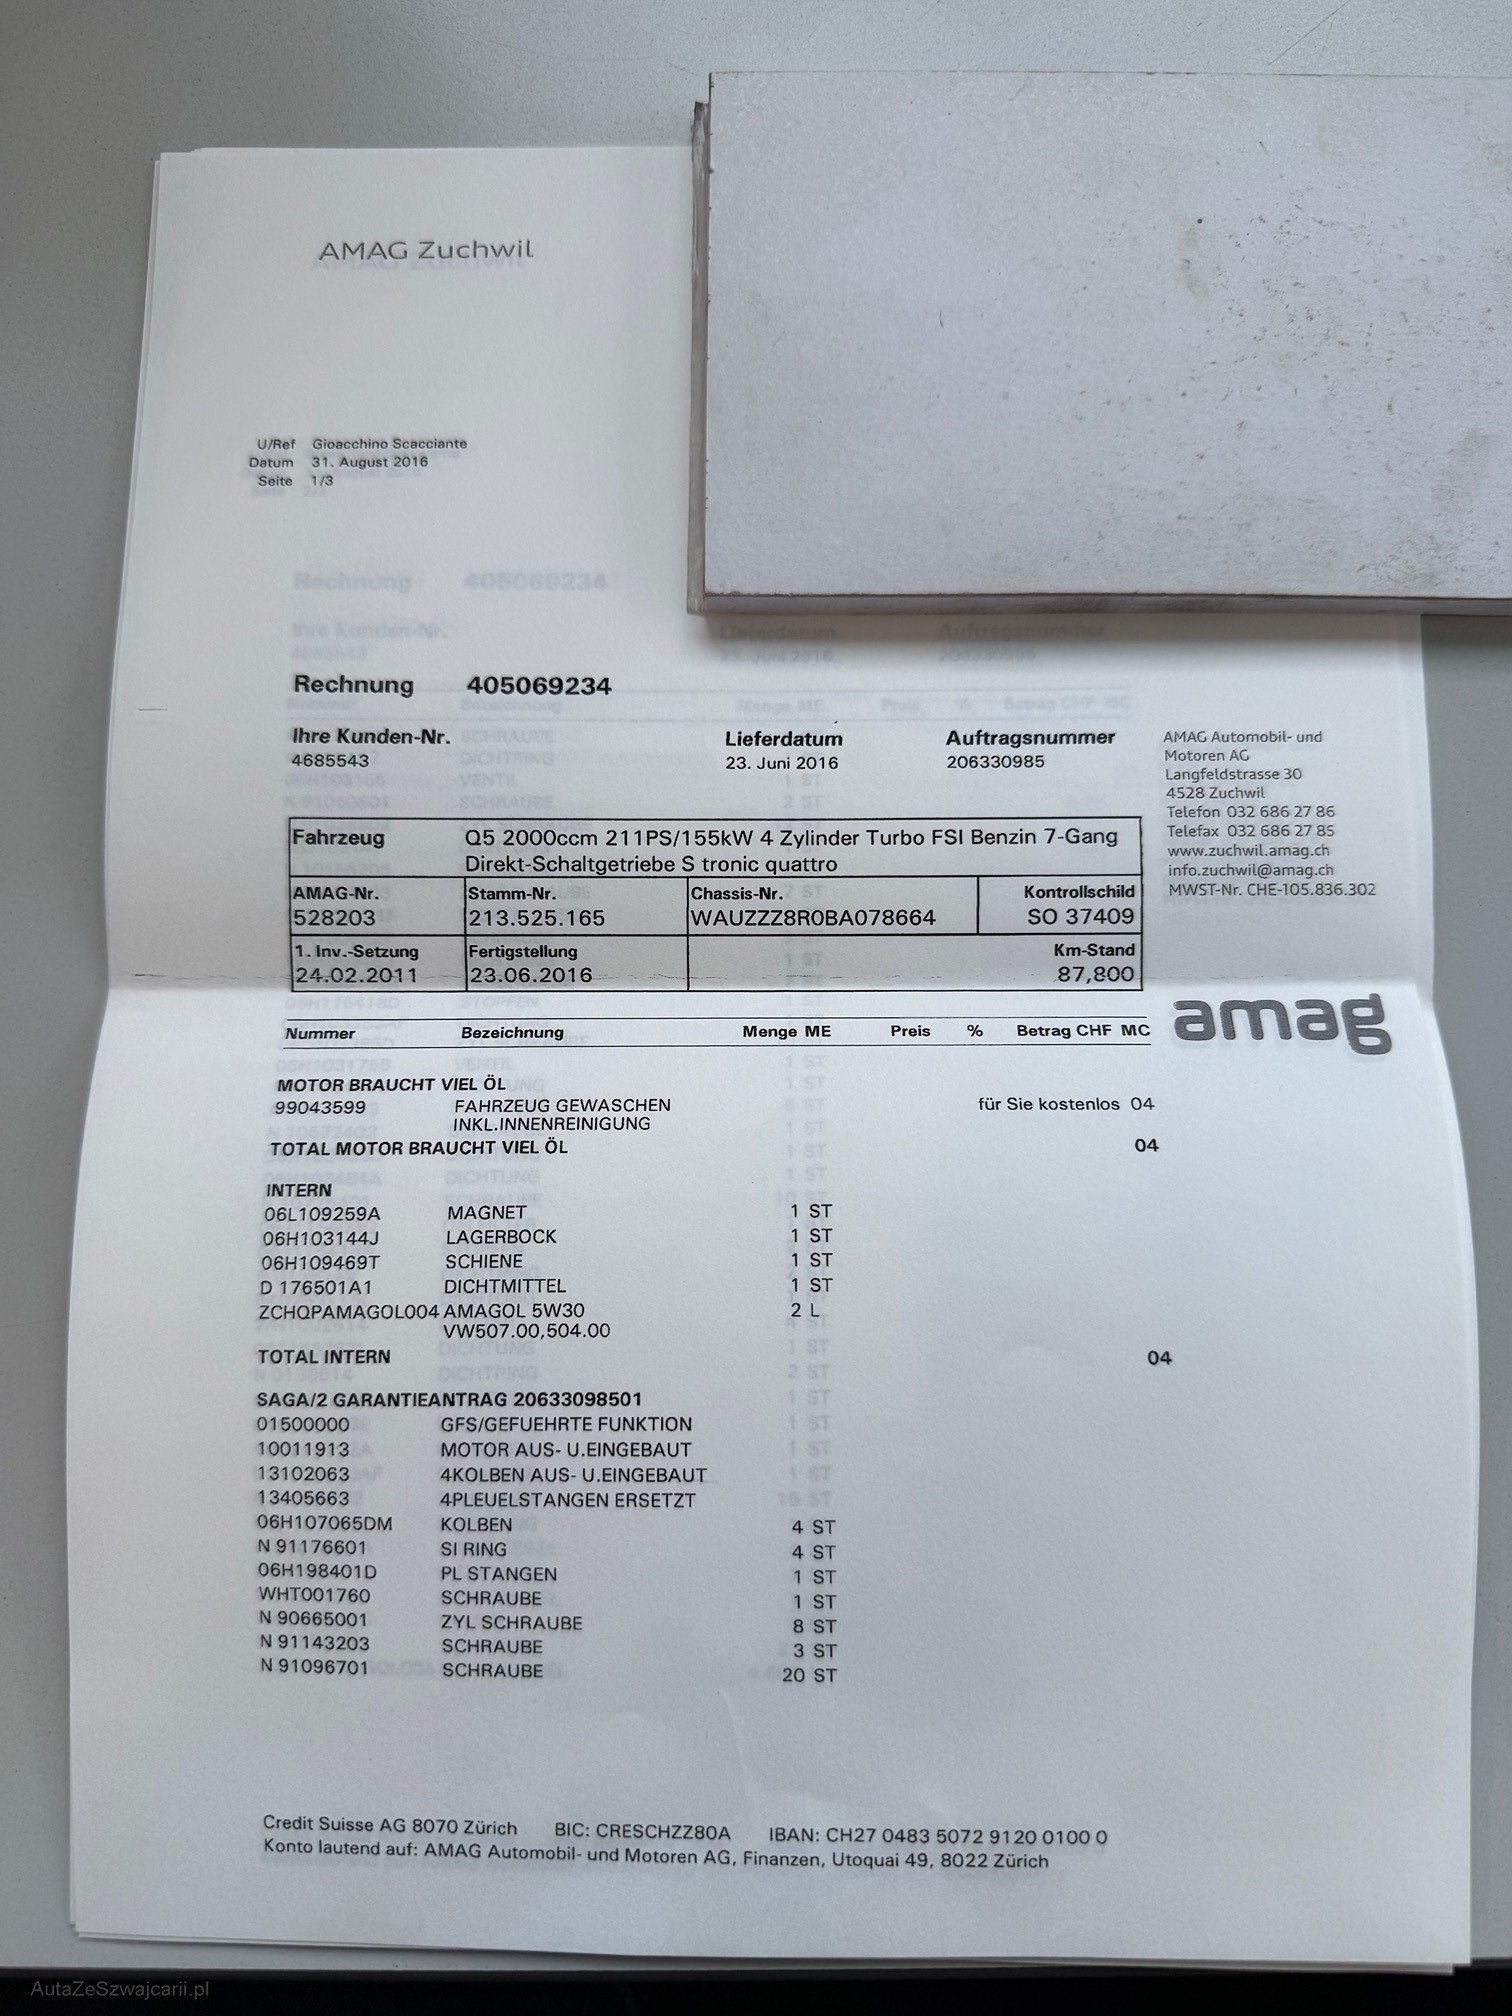 AMAG Zuchwil
U/Ref Gioacchino Scacciante
Datum 31. August 2016
Seite 1/3
Rechnung 405069234
Ihre Kunden-Nr. Lieferdatum Auftragsnummer
4685543 23. Juni 2016 206330985
AMAG Automobil- und
Motoren AG
Langfeldstrasse 30
4528 Zuchwil
Telefon 032 686 27 86
Telefax 032 686 27 85
www.zuchwil.amag.ch
info.zuchwil@amag.ch
MWST-Nr. CHE-105.836.302
Fahrzeug Q5 2000ccm 211PS/155kW 4 Zylinder Turbo FSI Benzin 7-Gang
Direkt-Schaltgetriebe S tronic quattro
AMAG-Nr. Stamm-Nr. Chassis-Nr. Kontrollschild
528203 213.525.165 WAUZZZ8R0BA078664 SO 37409
1. Inv.-Setzung Fertigstellung Km-Stand
24.02.2011 23.06.2016 87,800
amag
Nummer Bezeichnung Menge ME Preis % Betrag CHF MC
MOTOR BRAUCHT VIEL ÖL
99043599 FAHRZEUG GEWASCHEN für Sie kostenlos 04
INKL.INNENREINIGUNG
TOTAL MOTOR BRAUCHT VIEL ÖL 04
INTERN
06L109259A MAGNET 1 ST
06H103144J LAGERBOCK 1 ST
06H109469T SCHIENE 1 ST
D 176501A1 DICHTMITTEL 1 ST
ZCHQPAMAGOL004 AMAGOL 5W30 2 L
VW507.00,504.00
TOTAL INTERN 04
SAGA/2 GARANTIEANTRAG 20633098501
01500000 GFS/GEFUEHRTE FUNKTION
10011913 MOTOR AUS- U.EINGEBAUT
13102063 4KOLBEN AUS- U.EINGEBAUT
13405663 4PLEUELSTANGEN ERSETZT
06H107065DM KOLBEN 4 ST
N 91176601 SI RING 4 ST
06H198401D PL STANGEN 1 ST
WHT001760 SCHRAUBE 1 ST
N 90665001 ZYL SCHRAUBE 8 ST
N 91143203 SCHRAUBE 3 ST
N 91096701 SCHRAUBE 20 ST
Credit Suisse AG 8070 Zürich BIC: CRESCHZZ80A IBAN: CH27 0483 5072 9120 0100 0
Konto lautend auf: AMAG Automobil- und Motoren AG, Finanzen, Utoquai 49, 8022 Zürich
AutaZeSzwajcarii.pl